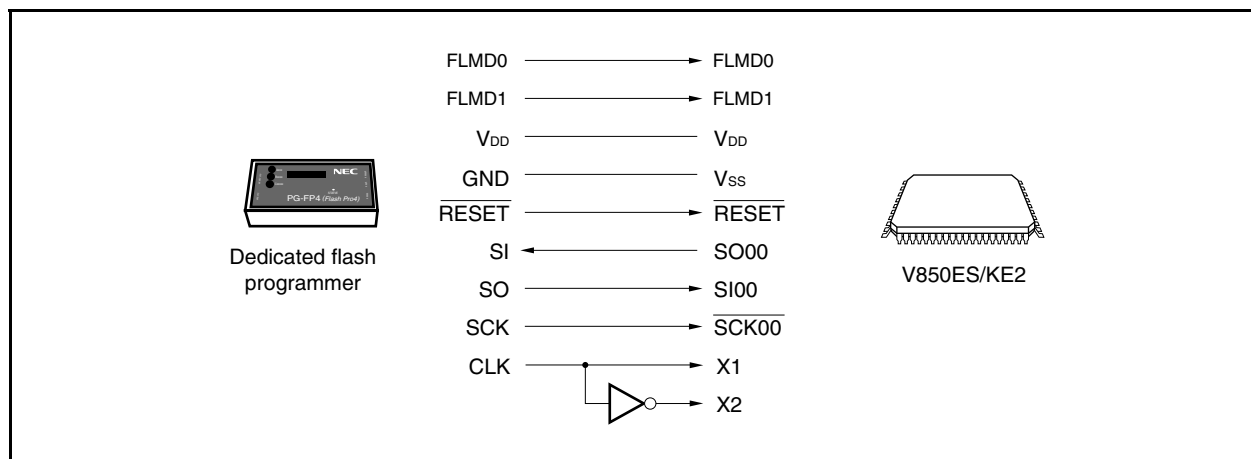 FLMD0 FLMD0
FLMD1 FLMD1
VDD VDD
GND VSS
NEC
PG-FP4 (Flash Pro4)
RESET RESET
SI SO00
Dedicated flash
programmer
V850ES/KE2
SO SI00
SCK SCK00
CLK X1
X2